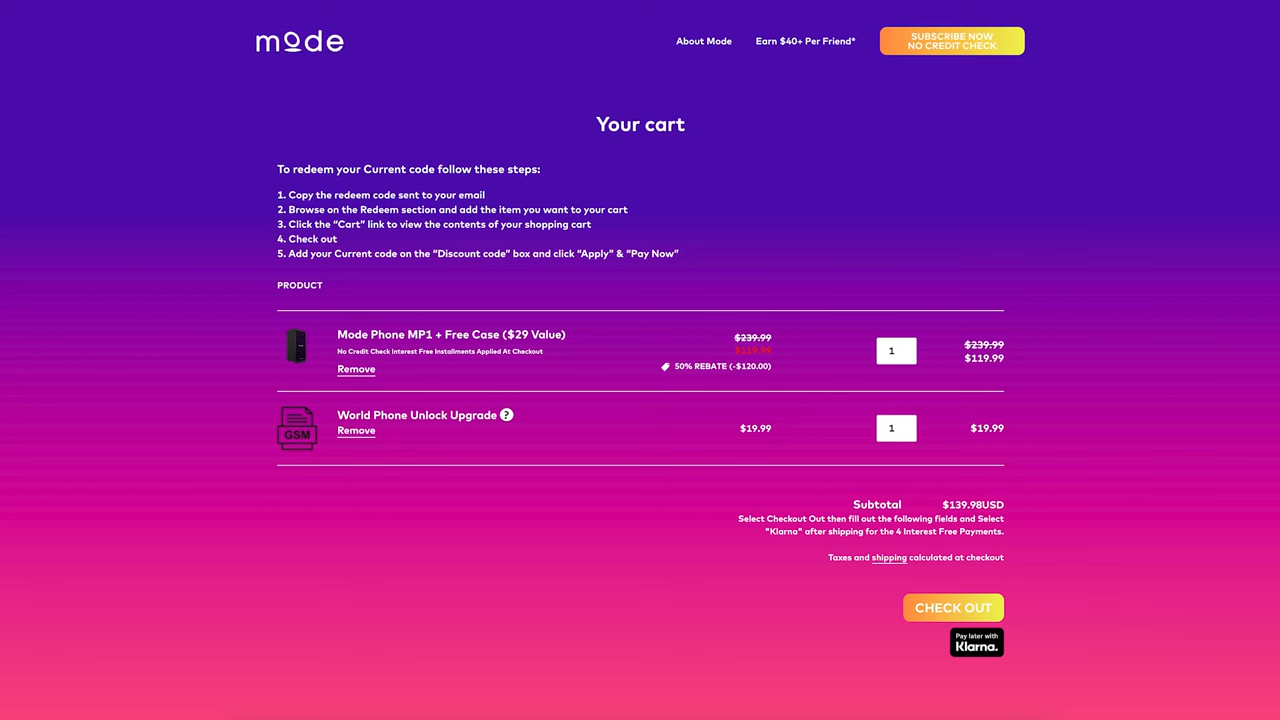 mode
About Mode
Earn $40+ Per Friend*
SUBSCRIBE NOW
NO CREDIT CHECK
Your cart
To redeem your Current code follow these steps:
1. Copy the redeem code sent to your email
2. Browse on the Redeem section and add the item you want to your cart
3. Click the “Cart” link to view the contents of your shopping cart
4. Check out
5. Add your Current code on the “Discount code” box and click “Apply” & “Pay Now”
PRODUCT
Mode Phone MP1 + Free Case ($29 Value)
No Credit Check Interest Free Installments Applied At Checkout
Remove
$239.99
$119.99
50% REBATE (-$120.00)
1
$239.99
$119.99
GSM
World Phone Unlock Upgrade ?
Remove
$19.99
1
$19.99
Subtotal $139.98USD
Select Checkout Out then fill out the following fields and Select
"Klarna" after shipping for the 4 Interest Free Payments.
Taxes and shipping calculated at checkout
CHECK OUT
Pay later with
Klarna.